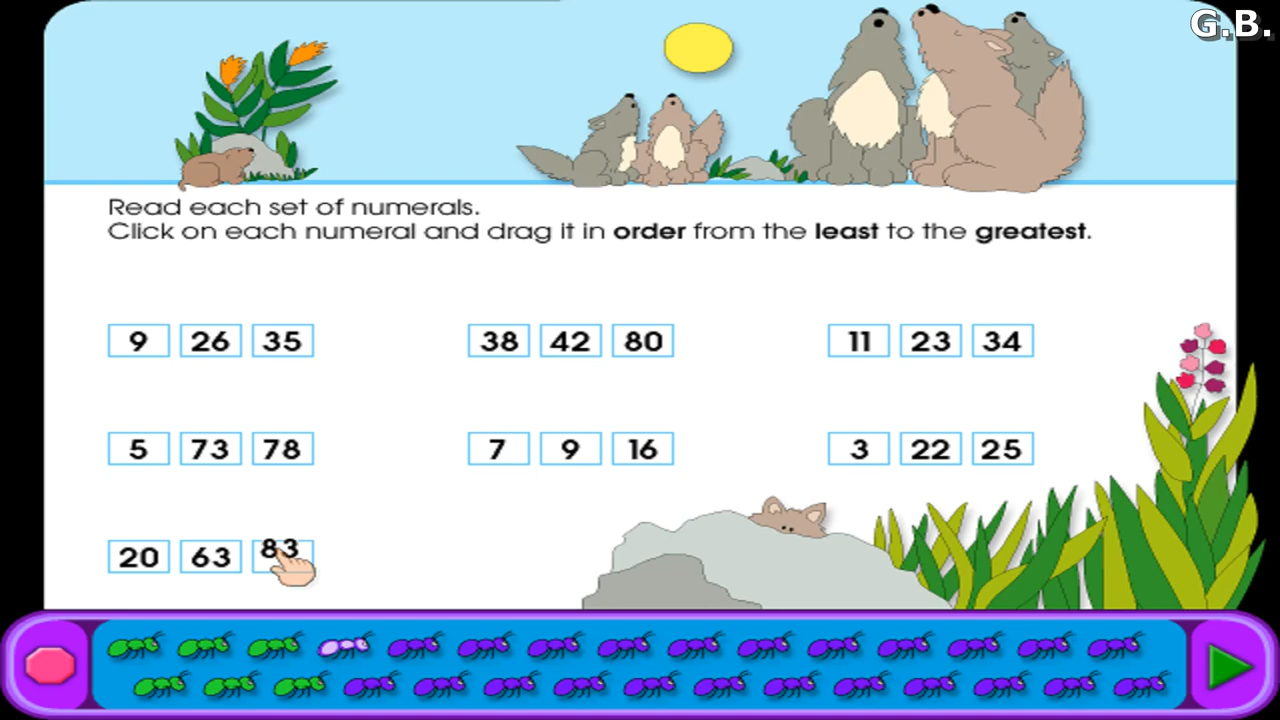 G.B.
Read each set of numerals.
Click on each numeral and drag it in order from the least to the greatest.
9 26 35 38 42 80 11 23 34
5 73 78 7 9 16 3 22 25
20 63 83